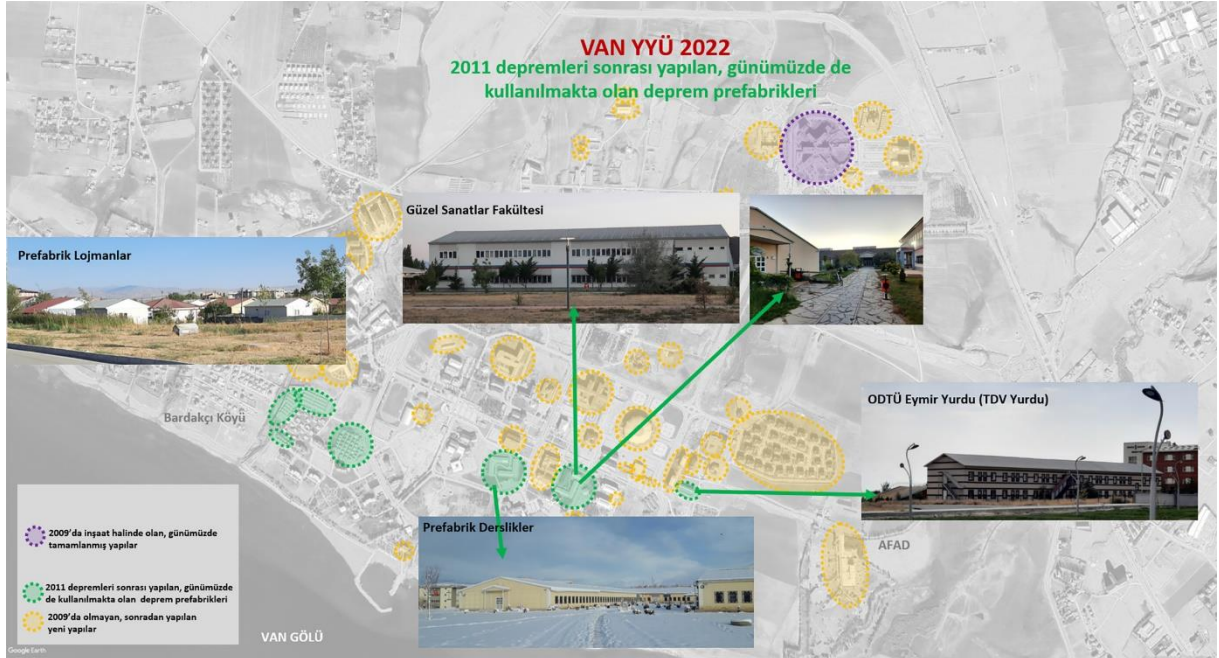 VAN YYÜ 2022
2011 depremleri sonrası yapılan, günümüzde de
kullanılmakta olan deprem prefabrikleri
Güzel Sanatlar Fakültesi
Prefabrik Lojmanlar
ODTÜ Eymir Yurdu (TDV Yurdu)
Bardakçı Köyü
Prefabrik Derslikler
AFAD
2009'da inşaat halinde olan, günümüzde
tamamlanmış yapılar
2011 depremleri sonrası yapılan, günümüzde
de kullanılmakta olan deprem prefabrikleri
2009'da olmayan, sonradan yapılan
yeni yapılar
VAN GÖLÜ
Google Earth